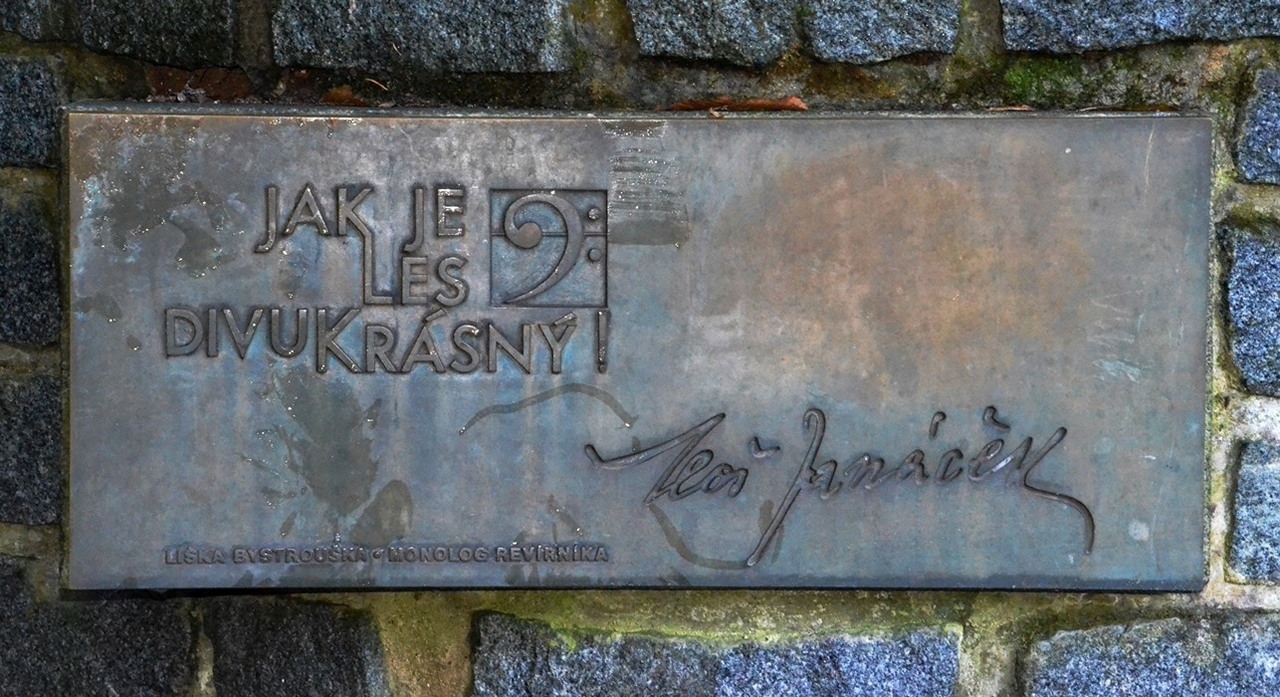 JAK JE
LES
DIVUKRÁSNÝ!
Leoš Janáček
LIŠKA BYSTROUŠKA • MONOLOG REVÍRNÍKA